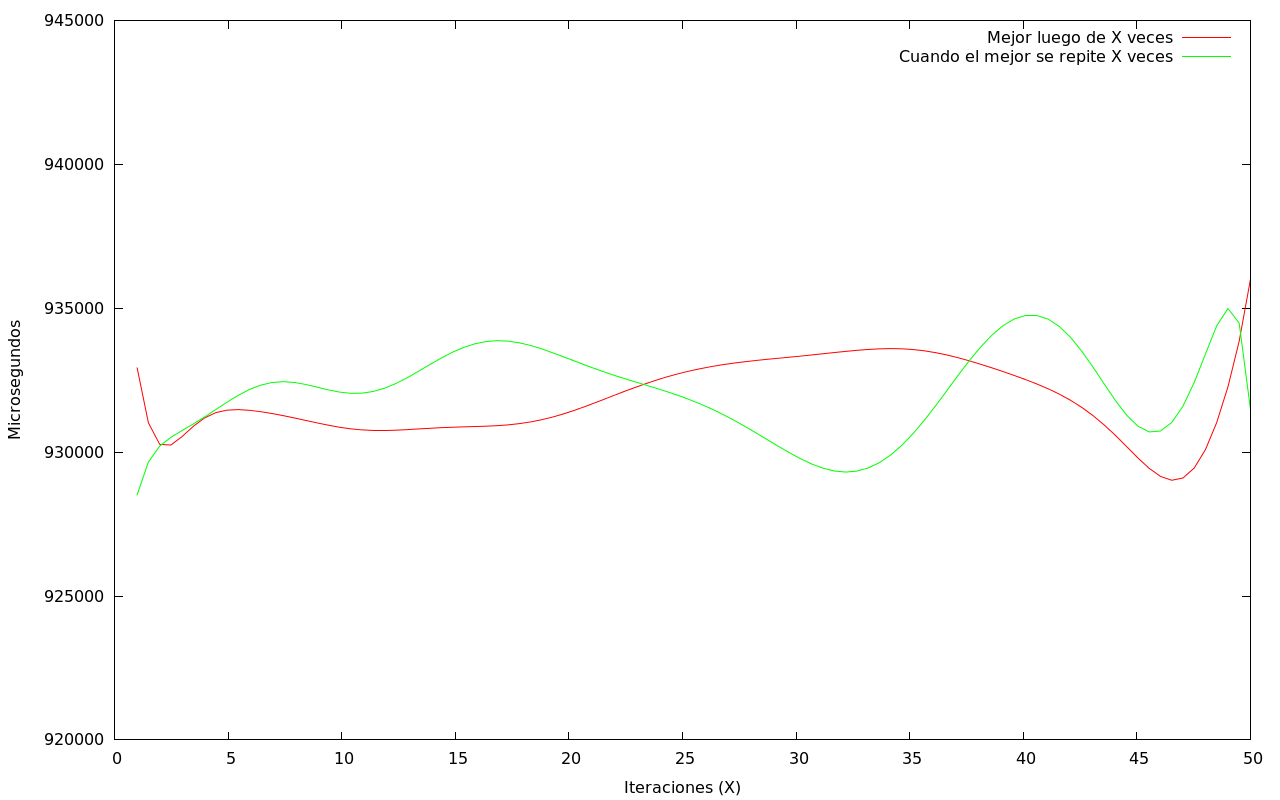 945000
940000
935000
930000
925000
920000
Microsegundos
Mejor luego de X veces
Cuando el mejor se repite X veces
0 5 10 15 20 25 30 35 40 45 50
Iteraciones (X)